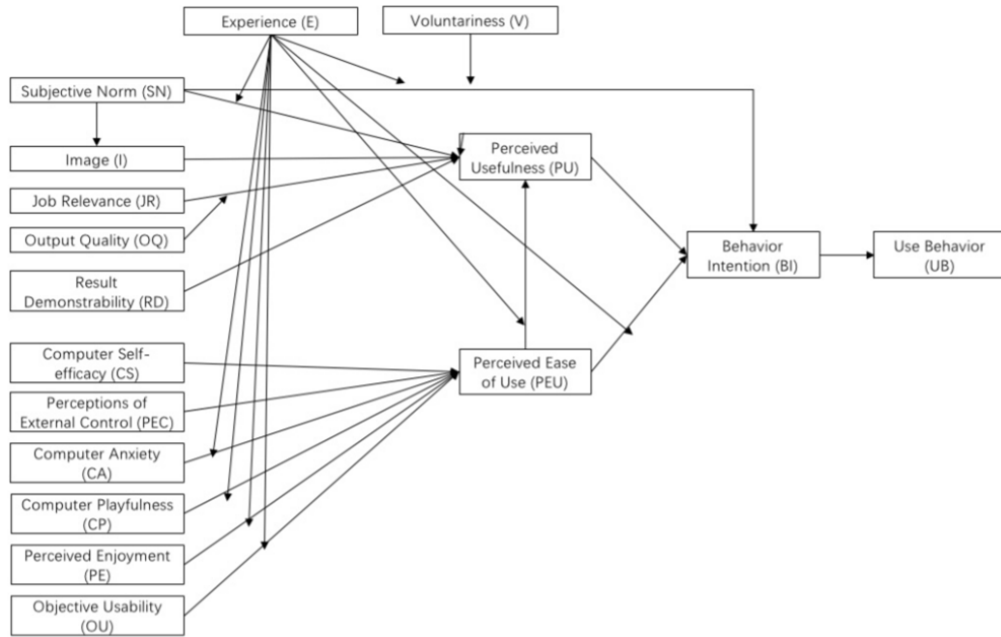 Experience (E)
Voluntariness (V)
Subjective Norm (SN)
Image (I)
Job Relevance (JR)
Output Quality (OQ)
Result
Demonstrability (RD)
Computer Self-
efficacy (CS)
Perceptions of
External Control (PEC)
Computer Anxiety
(CA)
Computer Playfulness
(CP)
Perceived Enjoyment
(PE)
Objective Usability
(OU)
Perceived
Usefulness (PU)
Perceived Ease
of Use (PEU)
Behavior
Intention (BI)
Use Behavior
(UB)